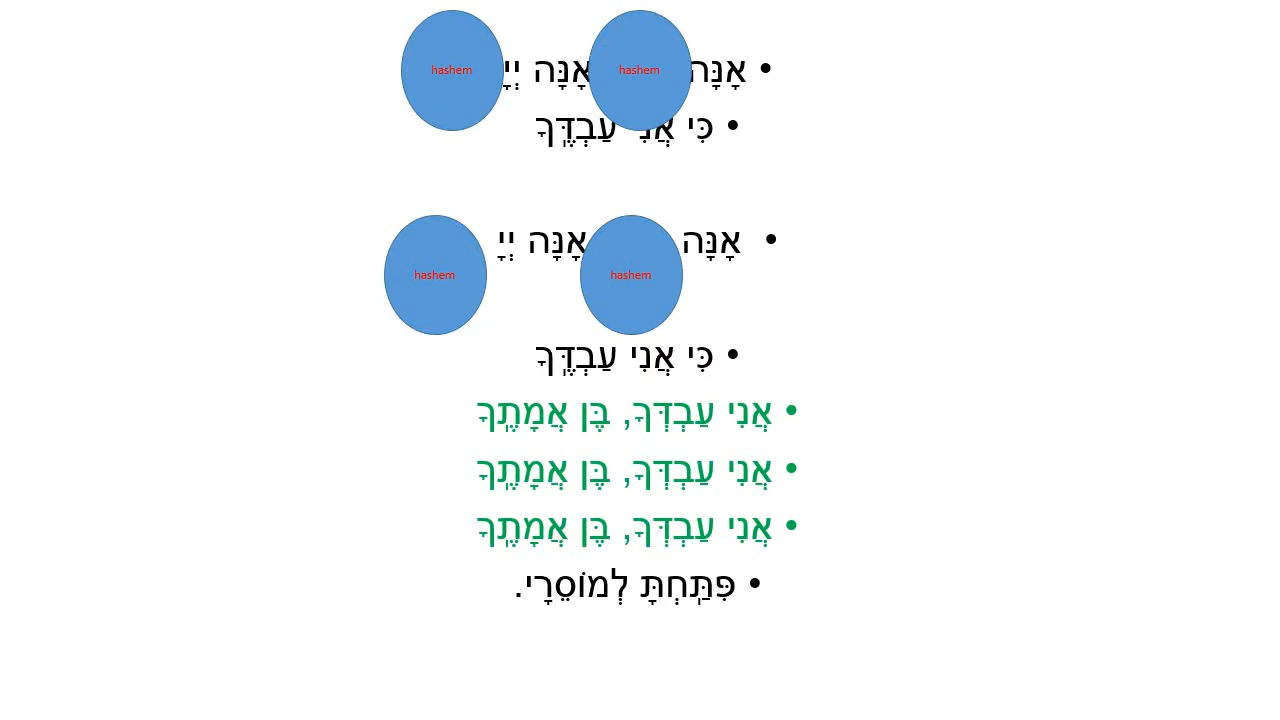 • אָנָּה hashem אָנָּה יְיָ hashem
• כִּי אֲנִי עַבְדֶּֽךָ
• אָנָּה hashem אָנָּה יְיָ hashem
• כִּי אֲנִי עַבְדֶּֽךָ
• אֲנִי עַבְדְּךָ, בֶּן אֲמָתֶֽךָ
• אֲנִי עַבְדְּךָ, בֶּן אֲמָתֶֽךָ
• אֲנִי עַבְדְּךָ, בֶּן אֲמָתֶֽךָ
• פִּתַּֽחְתָּ לְמוֹסֵרָי.